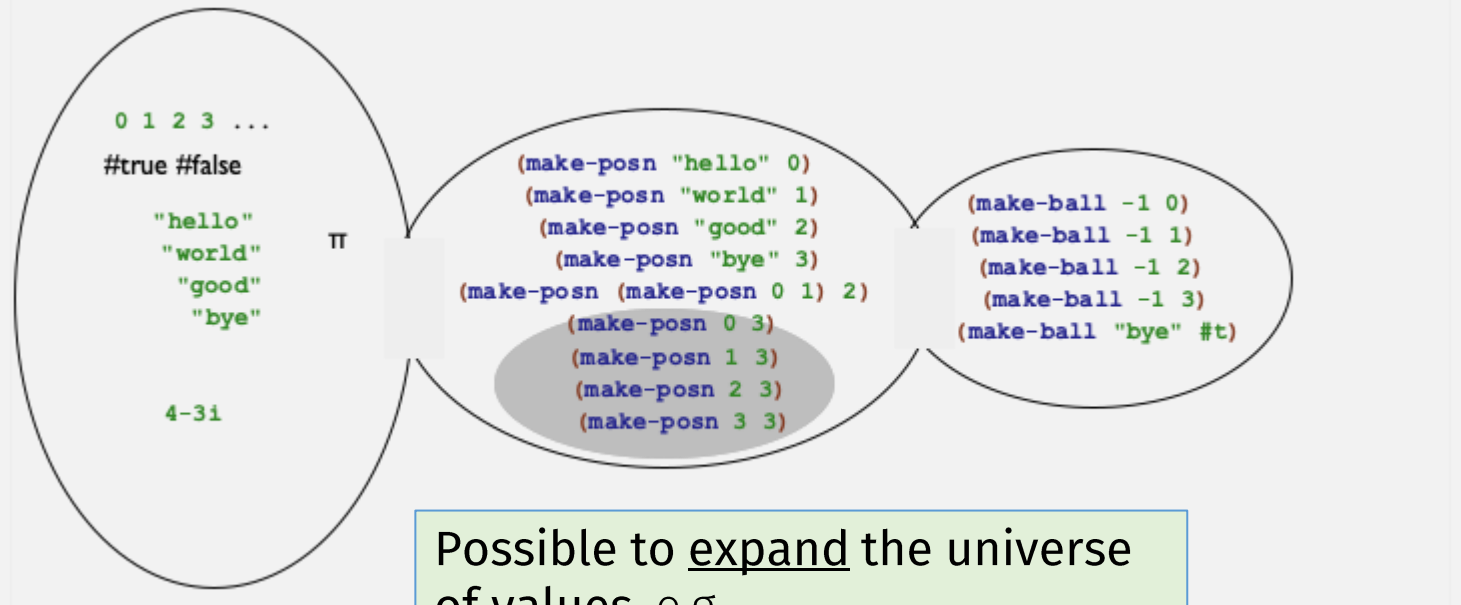 0 1 2 3 ...
#true #false
"hello"
"world"
"good"
"bye"
π
4-3i
(make-posn "hello" 0)
(make-posn "world" 1)
(make-posn "good" 2)
(make-posn "bye" 3)
(make-posn (make-posn 0 1) 2)
(make-posn 0 3)
(make-posn 1 3)
(make-posn 2 3)
(make-posn 3 3)
(make-ball -1 0)
(make-ball -1 1)
(make-ball -1 2)
(make-ball -1 3)
(make-ball "bye" #t)
Possible to expand the universe
of values, e.g.